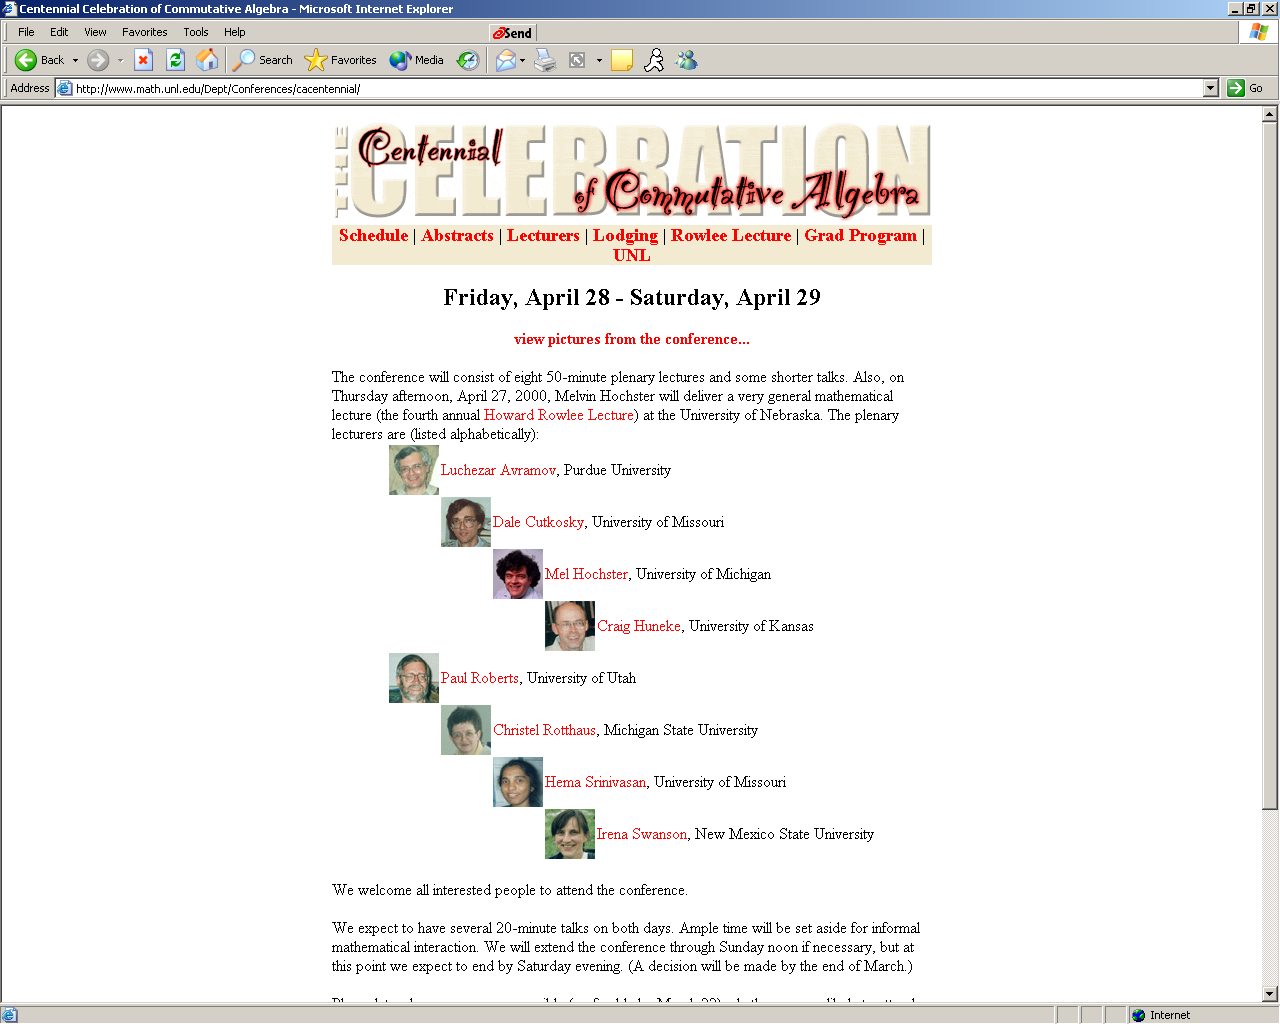 Centennial Celebration of Commutative Algebra - Microsoft Internet Explorer
File Edit View Favorites Tools Help Send
Back Search Favorites Media
Address http://www.math.unl.edu/Dept/Conferences/cacentennial/ Go
THE CELEBRATION
Centennial
of Commutative Algebra
Schedule | Abstracts | Lecturers | Lodging | Rowlee Lecture | Grad Program |
UNL
Friday, April 28 - Saturday, April 29
view pictures from the conference...
The conference will consist of eight 50-minute plenary lectures and some shorter talks. Also, on
Thursday afternoon, April 27, 2000, Melvin Hochster will deliver a very general mathematical
lecture (the fourth annual Howard Rowlee Lecture) at the University of Nebraska. The plenary
lecturers are (listed alphabetically):
Luchezar Avramov, Purdue University
Dale Cutkosky, University of Missouri
Mel Hochster, University of Michigan
Craig Huneke, University of Kansas
Paul Roberts, University of Utah
Christel Rotthaus, Michigan State University
Hema Srinivasan, University of Missouri
Irena Swanson, New Mexico State University
We welcome all interested people to attend the conference.
We expect to have several 20-minute talks on both days. Ample time will be set aside for informal
mathematical interaction. We will extend the conference through Sunday noon if necessary, but at
this point we expect to end by Saturday evening. (A decision will be made by the end of March.)
Internet